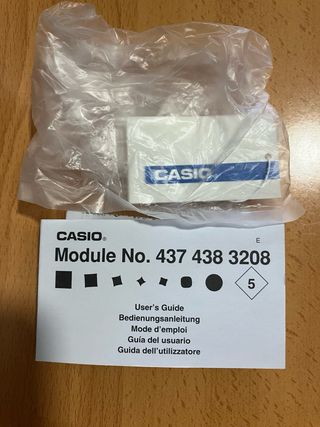 CASIO
E
CASIO®
Module No. 437 438 3208
5
User's Guide
Bedienungsanleitung
Mode d'emploi
Guía del usuario
Guida dell'utilizzatore